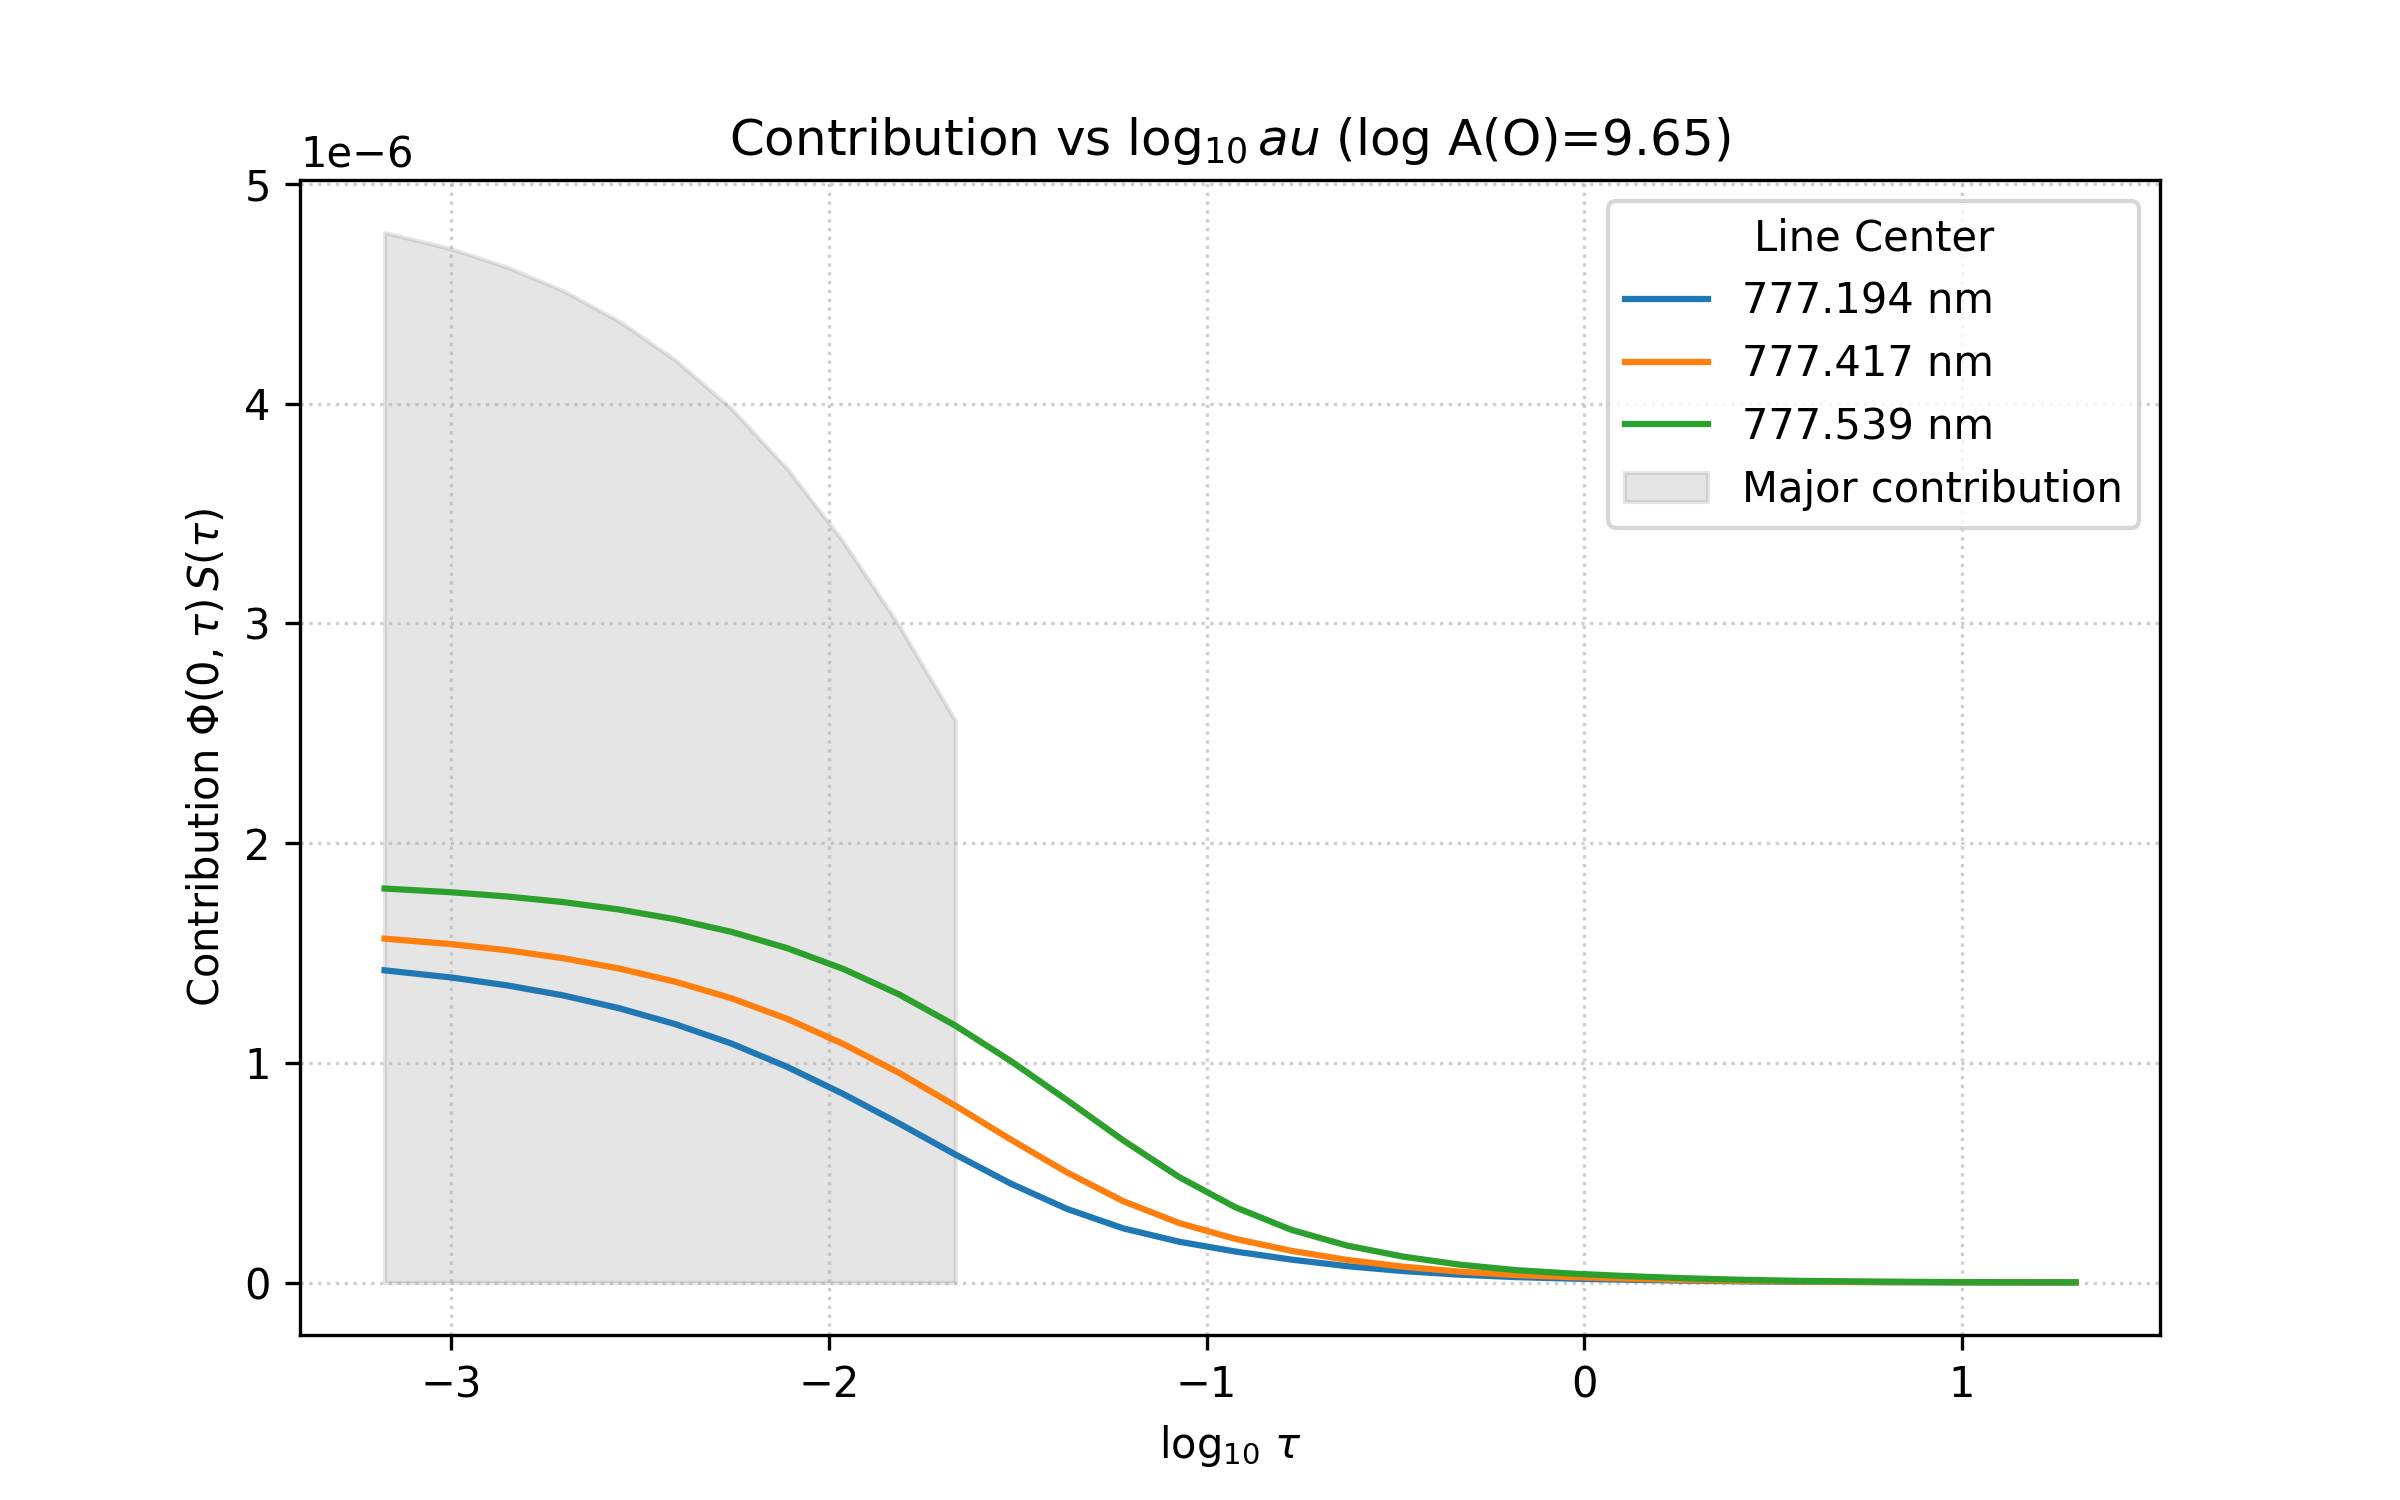 Contribution vs log₁₀ au (log A(O)=9.65)
1e−6
5
4
3
2
1
0
Contribution Φ(0, τ) S(τ)
Line Center
777.194 nm
777.417 nm
777.539 nm
Major contribution
−3 −2 −1 0 1
log₁₀ τ